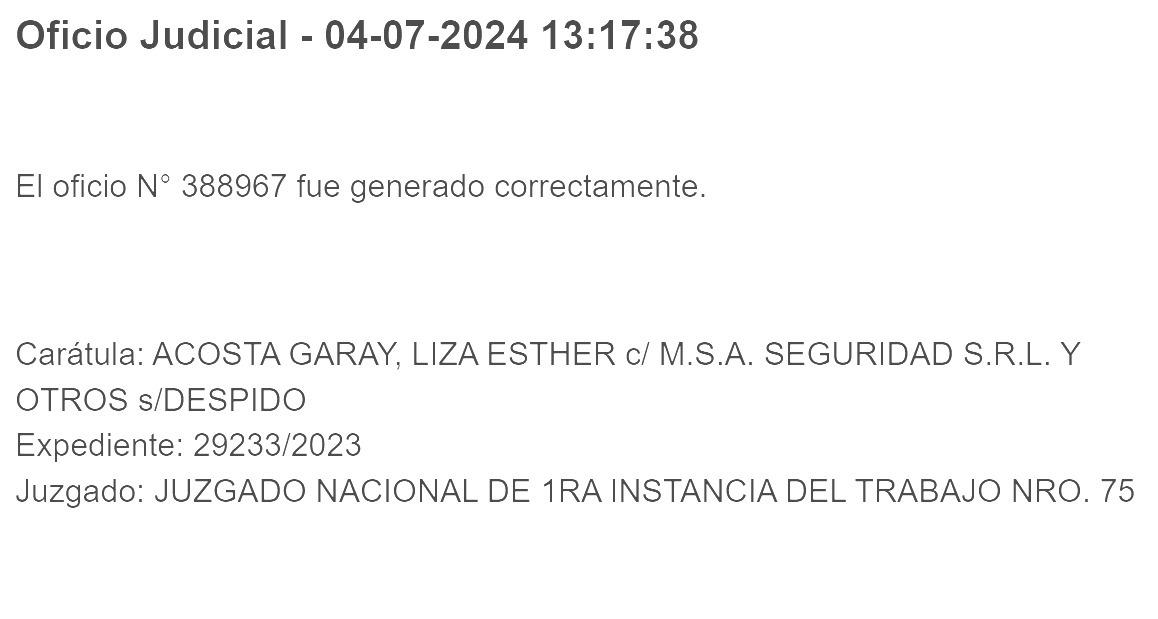 Oficio Judicial - 04-07-2024 13:17:38
El oficio N° 388967 fue generado correctamente.
Carátula: ACOSTA GARAY, LIZA ESTHER c/ M.S.A. SEGURIDAD S.R.L. Y
OTROS s/DESPIDO
Expediente: 29233/2023
Juzgado: JUZGADO NACIONAL DE 1RA INSTANCIA DEL TRABAJO NRO. 75